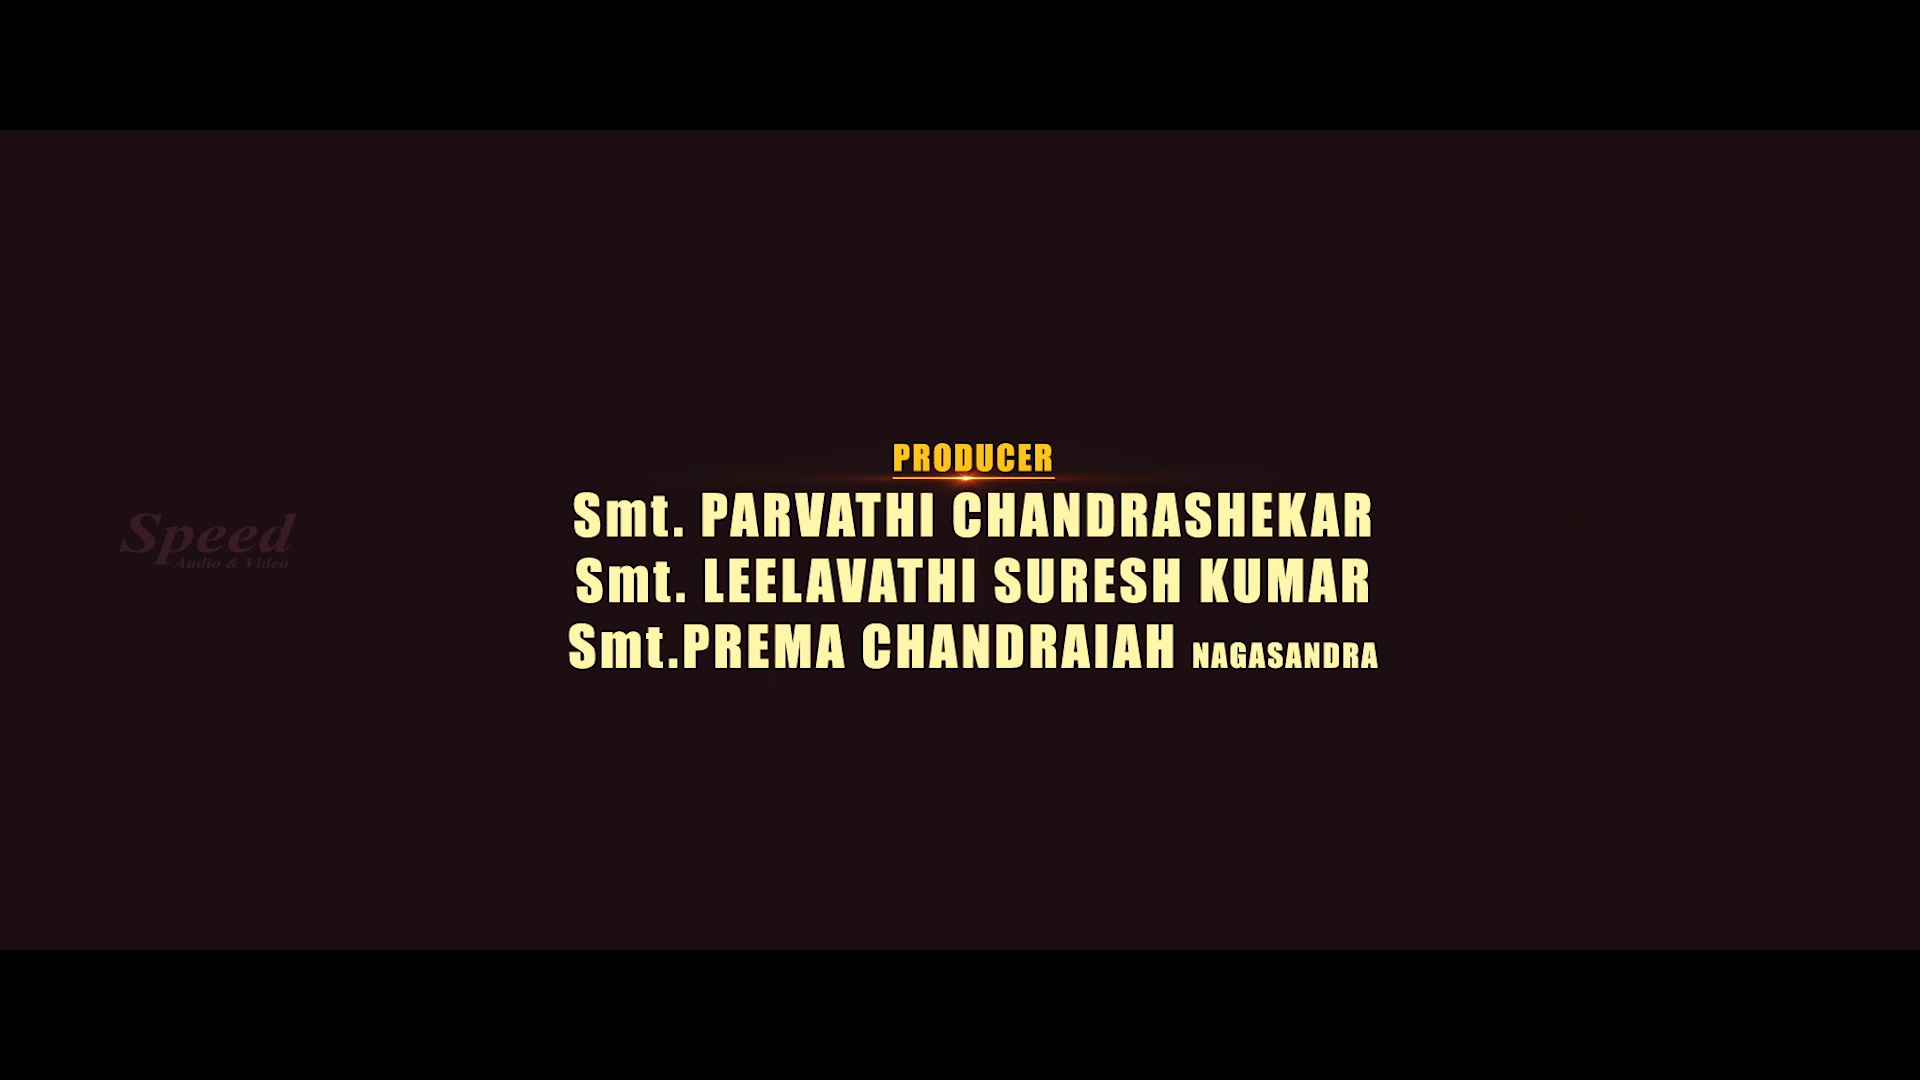 PRODUCER
Smt. PARVATHI CHANDRASHEKAR
Smt. LEELAVATHI SURESH KUMAR
Smt.PREMA CHANDRAIAH NAGASANDRA
Speed
Audio & Video